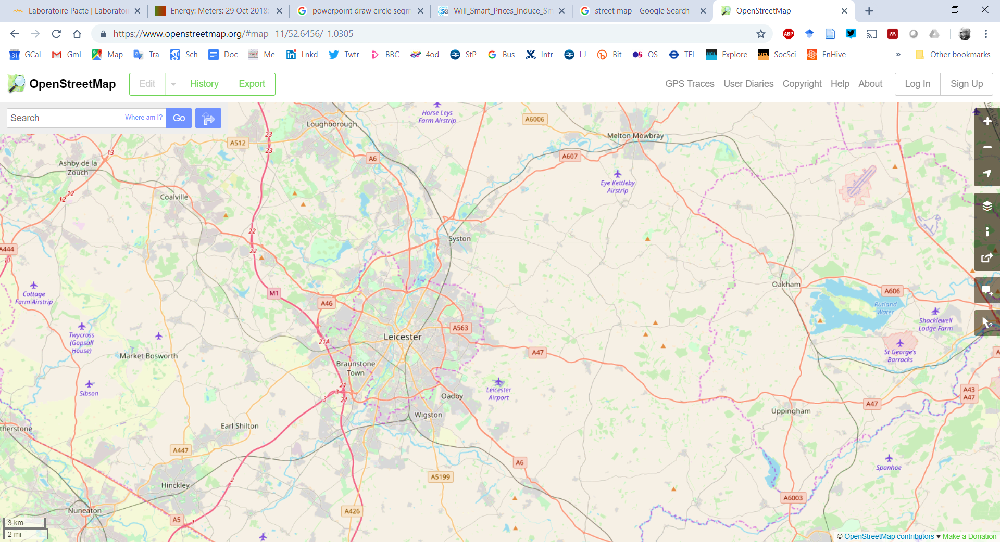 Laboratoire Pacte | Laboratoi
Energy: Meters: 29 Oct 2018:
powerpoint draw circle segm
Will_Smart_Prices_Induce_Sm
street map - Google Search
OpenStreetMap
https://www.openstreetmap.org/#map=11/52.6456/-1.0305
ABP
31 GCal
Gml
Map
Tra
Sch
Doc
Me
Lnkd
Twtr
BBC
4od
StP
Bus
Intr
LJ
Bit
OS
TFL
Explore
SocSci
EnHive
»
Other bookmarks
OpenStreetMap
Edit
History
Export
GPS Traces
User Diaries
Copyright
Help
About
Log In
Sign Up
Search
Where am I?
Go
Horse Leys
Farm Airstrip
Loughborough
A6006
Melton Mowbray
Main Line
23
A512
23
13
A6
A607
Ashby de la
Zouch
Eye Kettleby
Airstrip
12
12
Coalville
22
22
Syston
A444
11
Oakham
M1
A606
Cottage
Farm Airstrip
A46
Rutland
Water
Shacklewell
Lodge Farm
A563
Twycross
(Gopsall
House)
Leicester
21A
Market Bosworth
A47
St George's
Barracks
Braunstone
Town
Sibson
21
3
3
21
Leicester
Airport
Oadby
A43
A47
A47
Uppingham
Wigston
therstone
Earl Shilton
A447
A6
Spanhoe
A5199
2
Hinckley
A6003
Nuneaton
A426
A5
1
3 km
2 mi
© OpenStreetMap contributors ♥ Make a Donation